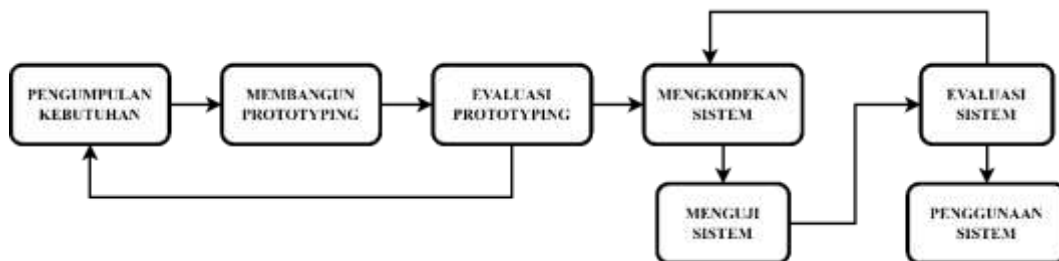 PENGUMPULAN
KEBUTUHAN
MEMBANGUN
PROTOTYPING
EVALUASI
PROTOTYPING
MENGKODEKAN
SISTEM
EVALUASI
SISTEM
MENGUJI
SISTEM
PENGGUNAAN
SISTEM